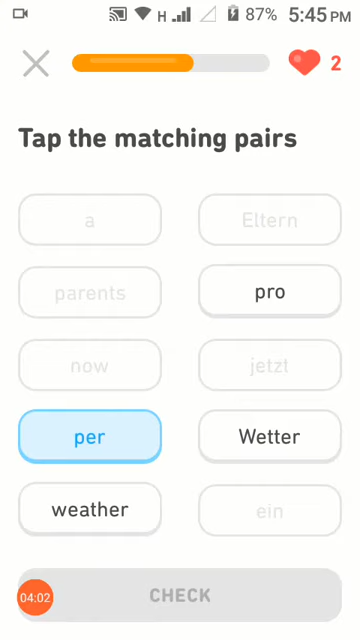 H 87% 5:45 PM
2
Tap the matching pairs
a Eltern
parents pro
now jetzt
per Wetter
weather ein
04:02 CHECK